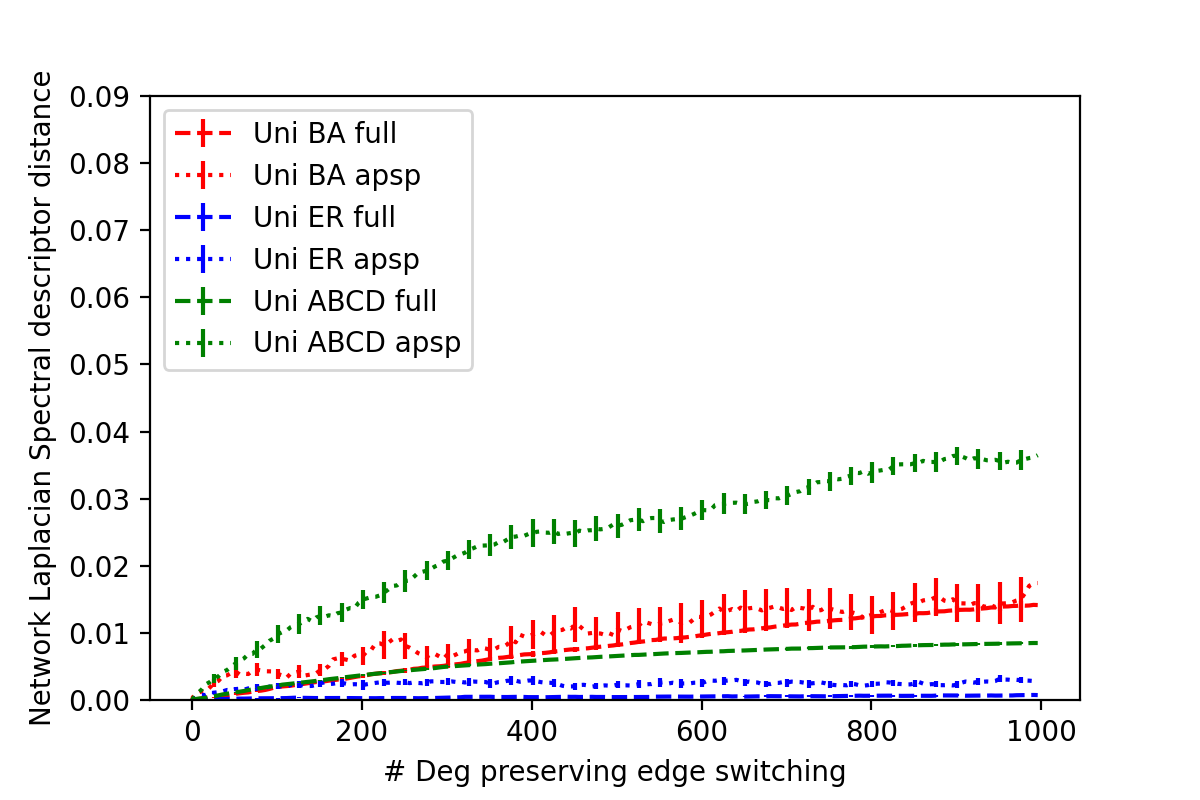 Network Laplacian Spectral descriptor distance
0.09
0.08
0.07
0.06
0.05
0.04
0.03
0.02
0.01
0.00
Uni BA full
Uni BA apsp
Uni ER full
Uni ER apsp
Uni ABCD full
Uni ABCD apsp
0 200 400 600 800 1000
# Deg preserving edge switching